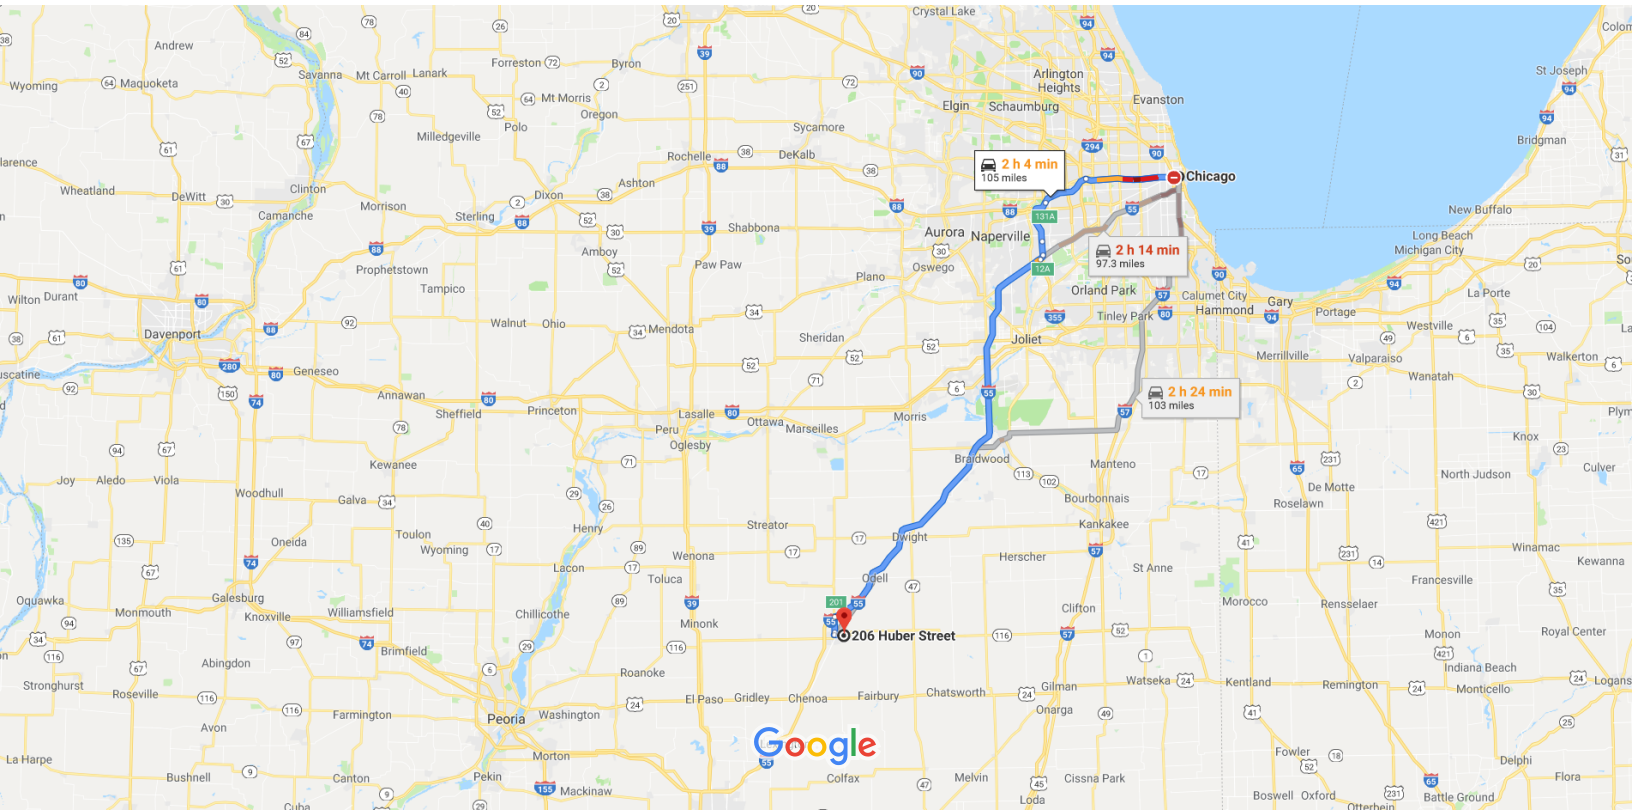 Crystal Lake
Andrew
Savanna
Mt Carroll
Lanark
Forreston
Byron
Arlington
Heights
St Joseph
Wyoming
Maquoketa
Mt Morris
Oregon
Elgin
Schaumburg
Evanston
Milledgeville
Polo
Sycamore
Bridgman
Rochelle
DeKalb
2 h 4 min
105 miles
Chicago
Wheatland
DeWitt
Clinton
Camanche
Morrison
Sterling
Dixon
Ashton
Shabbona
Aurora
Naperville
131A
New Buffalo
Long Beach
Michigan City
Prophetstown
Amboy
Paw Paw
Plano
Oswego
12A
2 h 14 min
97.3 miles
Wilton
Durant
Tampico
Orland Park
Calumet City
Hammond
Gary
Portage
La Porte
Davenport
Walnut
Ohio
Mendota
Sheridan
Joliet
Tinley Park
Westville
Merrillville
Valparaiso
Walkerton
Wanatah
Geneseo
Annawan
Sheffield
Princeton
Lasalle
Peru
Oglesby
Ottawa
Marseilles
Morris
2 h 24 min
103 miles
Braidwood
Manteno
Knox
Culver
Kewanee
Joy
Aledo
Viola
Woodhull
Galva
North Judson
De Motte
Roselawn
Bourbonnais
Kankakee
Toulon
Wyoming
Henry
Streator
Dwight
Oneida
Lacon
Wenona
Toluca
Odell
Herscher
St Anne
Winamac
Kewanna
Francesville
Oquawka
Monmouth
Galesburg
Knoxville
Williamsfield
Chillicothe
Minonk
201
206 Huber Street
Clifton
Morocco
Rensselaer
Monon
Royal Center
Indiana Beach
Monticello
Abingdon
Brimfield
Roanoke
Stronghurst
Roseville
El Paso
Gridley
Chenoa
Fairbury
Chatsworth
Gilman
Onarga
Watseka
Kentland
Remington
Avon
Farmington
Peoria
Washington
Google
La Harpe
Bushnell
Canton
Pekin
Morton
Mackinaw
Colfax
Melvin
Cissna Park
Loda
Fowler
Boswell
Oxford
Otterbein
Battle Ground
Delphi
Flora